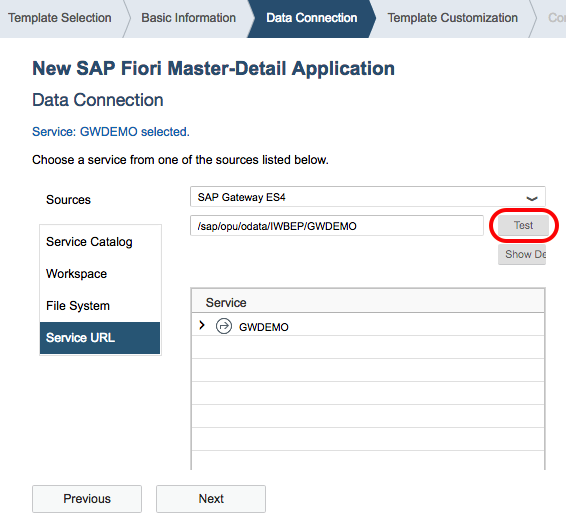 Template Selection
Basic Information
Data Connection
Template Customization
Co
New SAP Fiori Master-Detail Application
Data Connection
Service: GWDEMO selected.
Choose a service from one of the sources listed below.
Sources
SAP Gateway ES4
/sap/opu/odata/IWBEP/GWDEMO
Test
Show De
Service Catalog
Workspace
File System
Service URL
Service
GWDEMO
Previous
Next